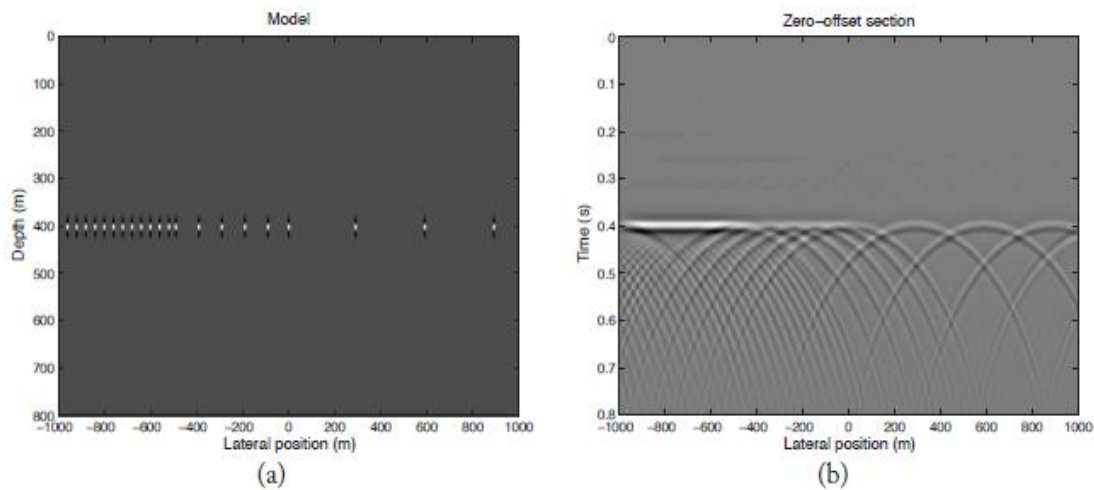 Model
0
100
200
300
400
500
600
700
800
Depth (m)
−1000 −800 −600 −400 −200 0 200 400 600 800 1000
Lateral position (m)
(a)
Zero−offset section
0
0.1
0.2
0.3
0.4
0.5
0.6
0.7
0.8
Time (s)
−1000 −800 −600 −400 −200 0 200 400 600 800 1000
Lateral position (m)
(b)